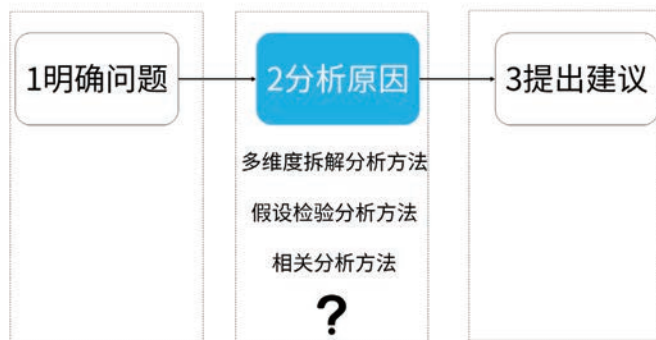 1明确问题
2分析原因
3提出建议
多维度拆解分析方法
假设检验分析方法
相关分析方法
?